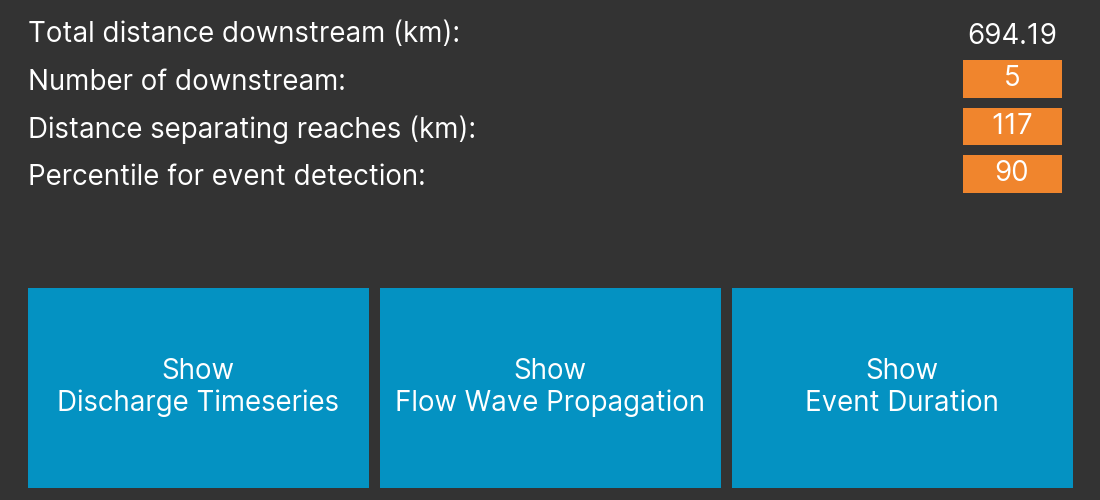 Total distance downstream (km): 694.19
Number of downstream: 5
Distance separating reaches (km): 117
Percentile for event detection: 90
Show
Discharge Timeseries
Show
Flow Wave Propagation
Show
Event Duration